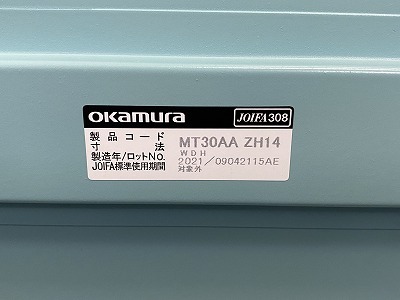 okamura JOIFA308
製品コード MT30AA ZH14
寸法 WDH
製造年/ロットNo. 2021/09042115AE
JOIFA標準使用期間 対象外